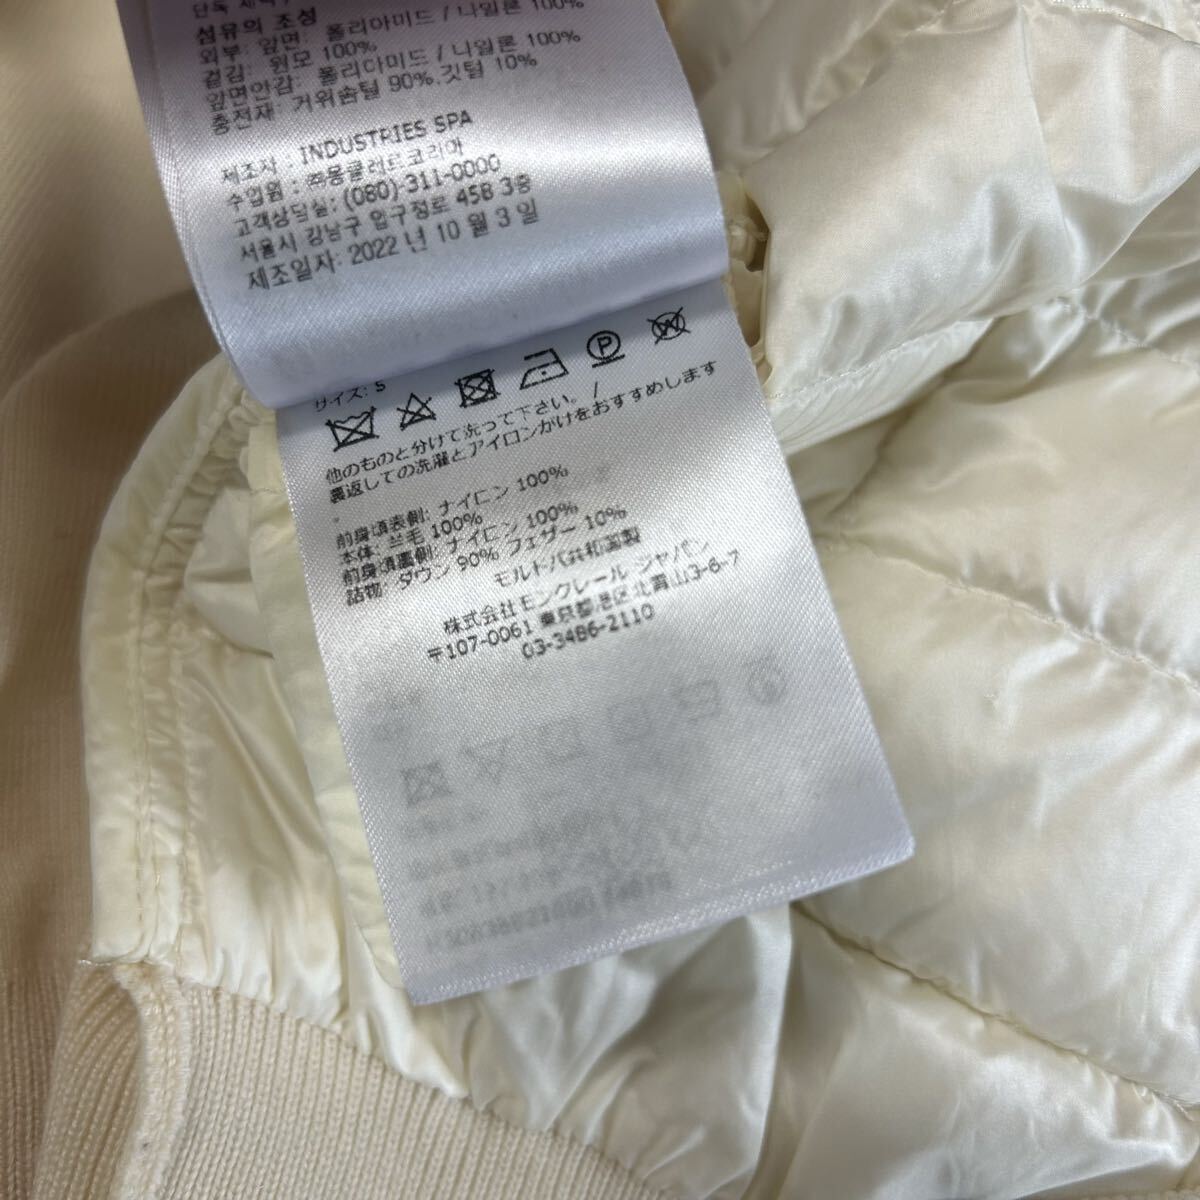 단독 세탁
섬유의 조성
외부: 앞면: 폴리아미드 / 나일론 100%
겉감: 원모 100%
앞면안감: 폴리아미드 / 나일론 100%
충전재: 거위솜털 90%.깃털 10%
제조자 : INDUSTRIES SPA
수입원 : ㈜몽클레르코리아
고객상담실: (080)-311-0000
서울시 강남구 압구정로 458 3층
제조일자: 2022 년 10 월 3 일
サイズ: S
他のものと分けて洗って下さい。/
裏返しての洗濯とアイロンがけをおすすめします
前身頃表側: ナイロン 100%
本体: 羊毛 100%
前身頃裏側: ナイロン 100%
詰物: ダウン 90% フェザー 10%
モルドバ共和国製
株式会社モンクレール ジャパン
〒107-0061 東京都港区北青山3-6-7
03-3486-2110